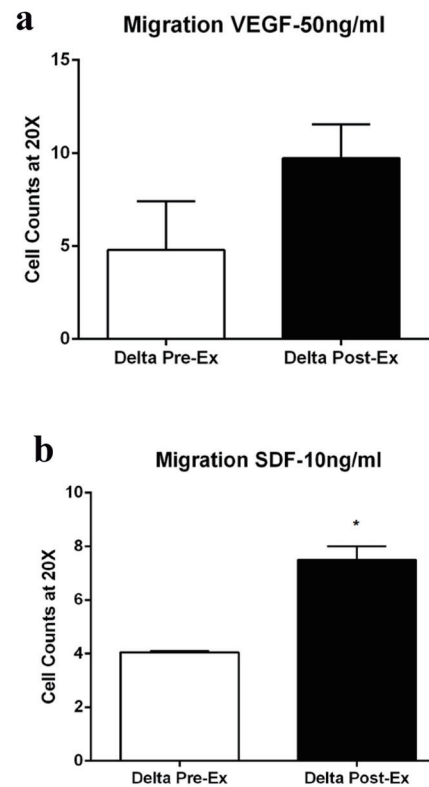 a
Migration VEGF-50ng/ml
Cell Counts at 20X
15
10
5
0
Delta Pre-Ex
Delta Post-Ex
b
Migration SDF-10ng/ml
Cell Counts at 20X
10
8
6
4
2
0
*
Delta Pre-Ex
Delta Post-Ex